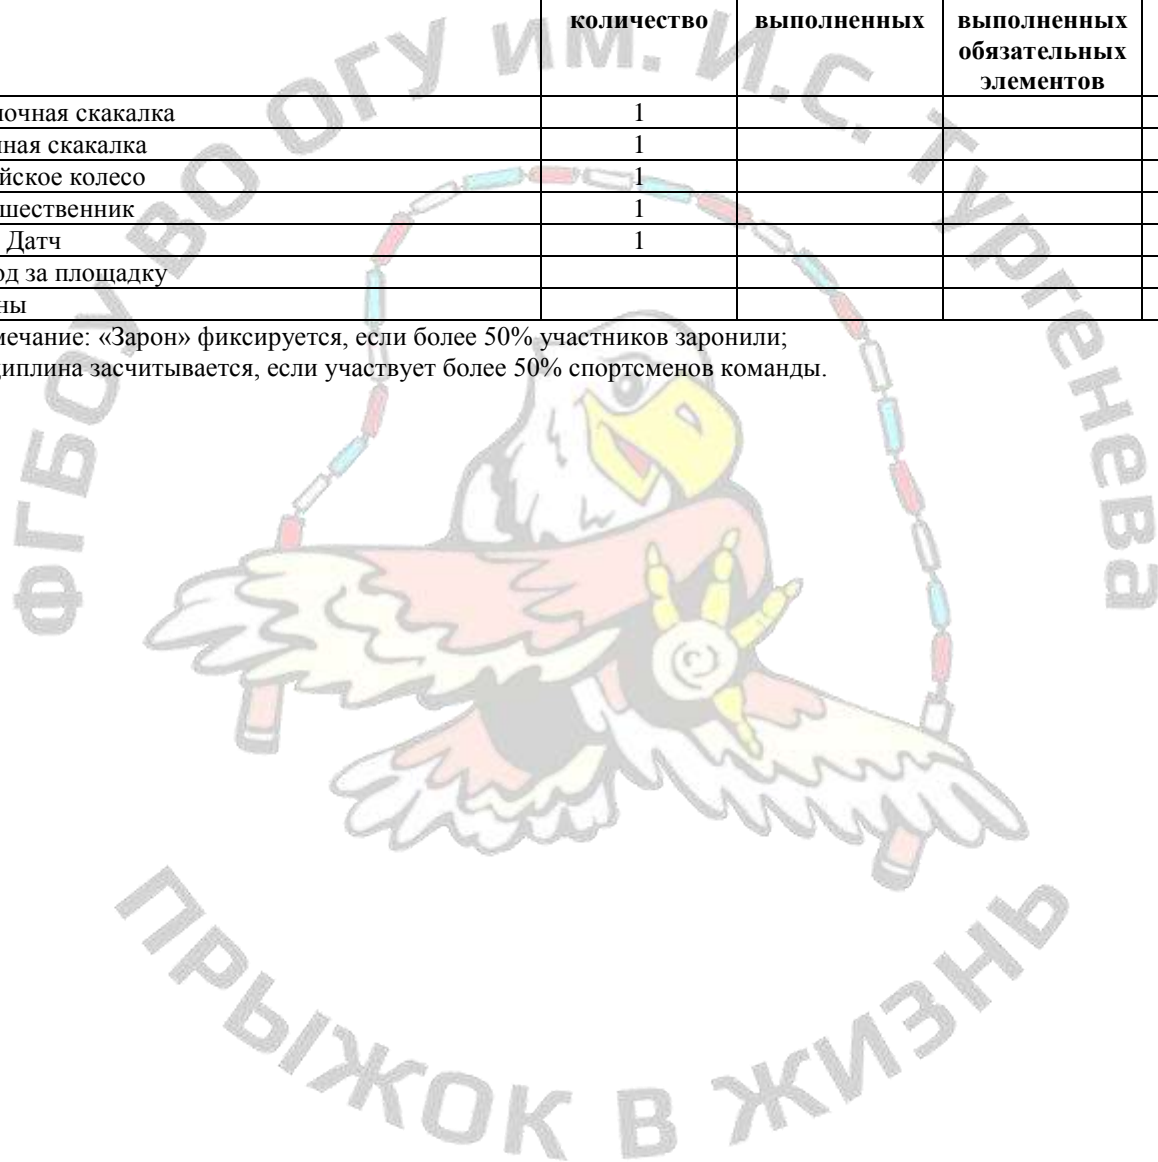 количество выполненных выполненных
обязательных
элементов
ючная скакалка 1
ная скакалка 1
йское колесо 1
шественник 1
Датч 1
од за площадку
ны
мечание: «Зарон» фиксируется, если более 50% участников заронили;
циплина засчитывается, если участвует более 50% спортсменов команды.
ФГБОУ ВО ОГУ ИМ. И.С. Тургенева
ПРЫЖОК В ЖИЗНЬ